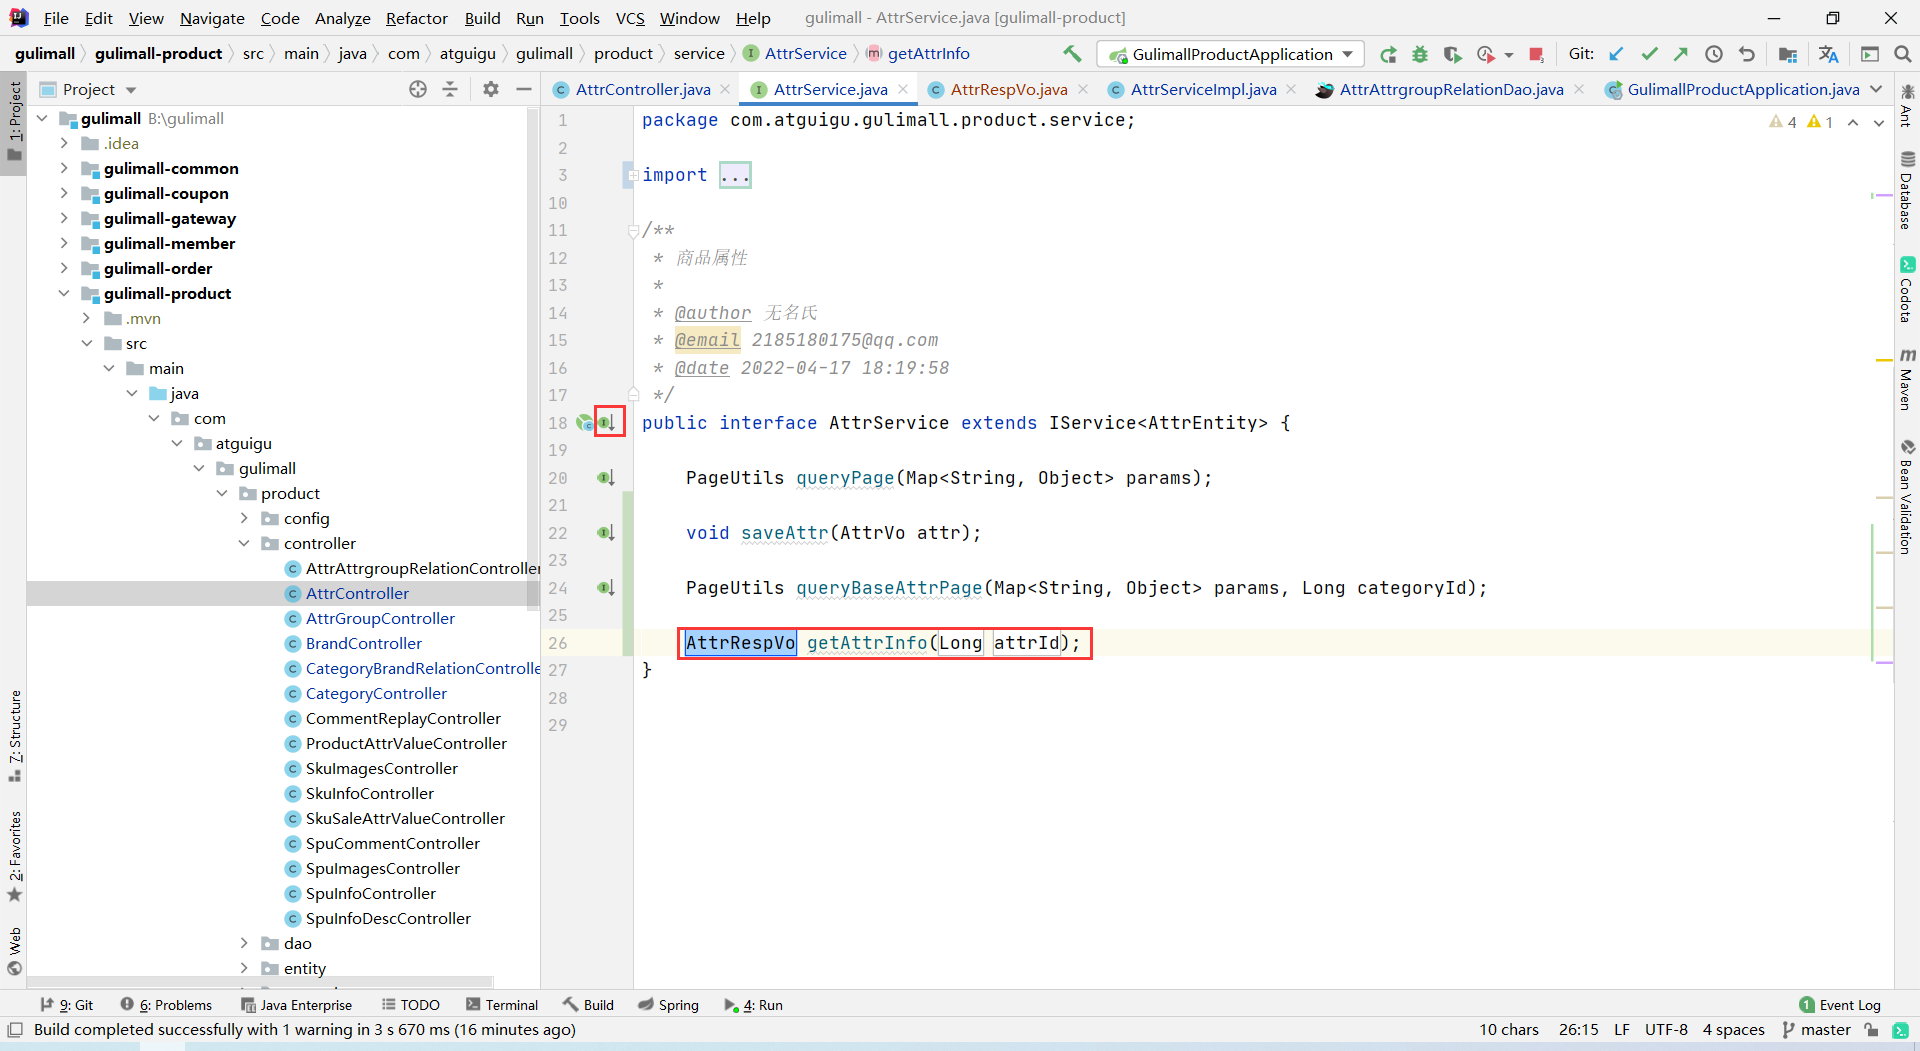 File Edit View Navigate Code Analyze Refactor Build Run Tools VCS Window Help gulimall - AttrService.java [gulimall-product]
gulimall gulimall-product src main java com atguigu gulimall product service AttrService getAttrInfo GulimallProductApplication Git:
Project
AttrController.java AttrService.java AttrRespVo.java AttrServiceImpl.java AttrAttrgroupRelationDao.java GulimallProductApplication.java
1: Project
7: Structure
2: Favorites
Web
gulimall B:\gulimall
.idea
gulimall-common
gulimall-coupon
gulimall-gateway
gulimall-member
gulimall-order
gulimall-product
.mvn
src
main
java
com
atguigu
gulimall
product
config
controller
AttrAttrgroupRelationController
AttrController
AttrGroupController
BrandController
CategoryBrandRelationControlle
CategoryController
CommentReplayController
ProductAttrValueController
SkuImagesController
SkuInfoController
SkuSaleAttrValueController
SpuCommentController
SpuImagesController
SpuInfoController
SpuInfoDescController
dao
entity
4 1
1 package com.atguigu.gulimall.product.service;
2
3 import ...
10
11 /**
12 * 商品属性
13 *
14 * @author 无名氏
15 * @email 2185180175@qq.com
16 * @date 2022-04-17 18:19:58
17 */
18 public interface AttrService extends IService<AttrEntity> {
19
20 PageUtils queryPage(Map<String, Object> params);
21
22 void saveAttr(AttrVo attr);
23
24 PageUtils queryBaseAttrPage(Map<String, Object> params, Long categoryId);
25
26 AttrRespVo getAttrInfo(Long attrId);
27 }
28
29
Ant
Database
Codota
Maven
Bean Validation
9: Git 6: Problems Java Enterprise TODO Terminal Build Spring 4: Run 1 Event Log
Build completed successfully with 1 warning in 3 s 670 ms (16 minutes ago) 10 chars 26:15 LF UTF-8 4 spaces master